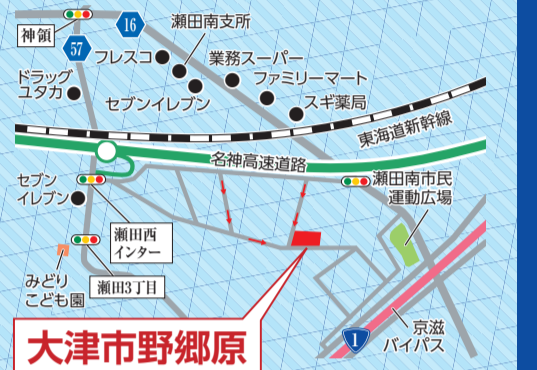 16
瀬田南支所
神領
57
フレスコ
業務スーパー
ドラッグ
ユタカ
ファミリーマート
セブンイレブン
スギ薬局
東海道新幹線
名神高速道路
セブン
イレブン
瀬田南市民
運動広場
瀬田西
インター
みどり
こども園
瀬田3丁目
1
京滋
バイパス
大津市野郷原